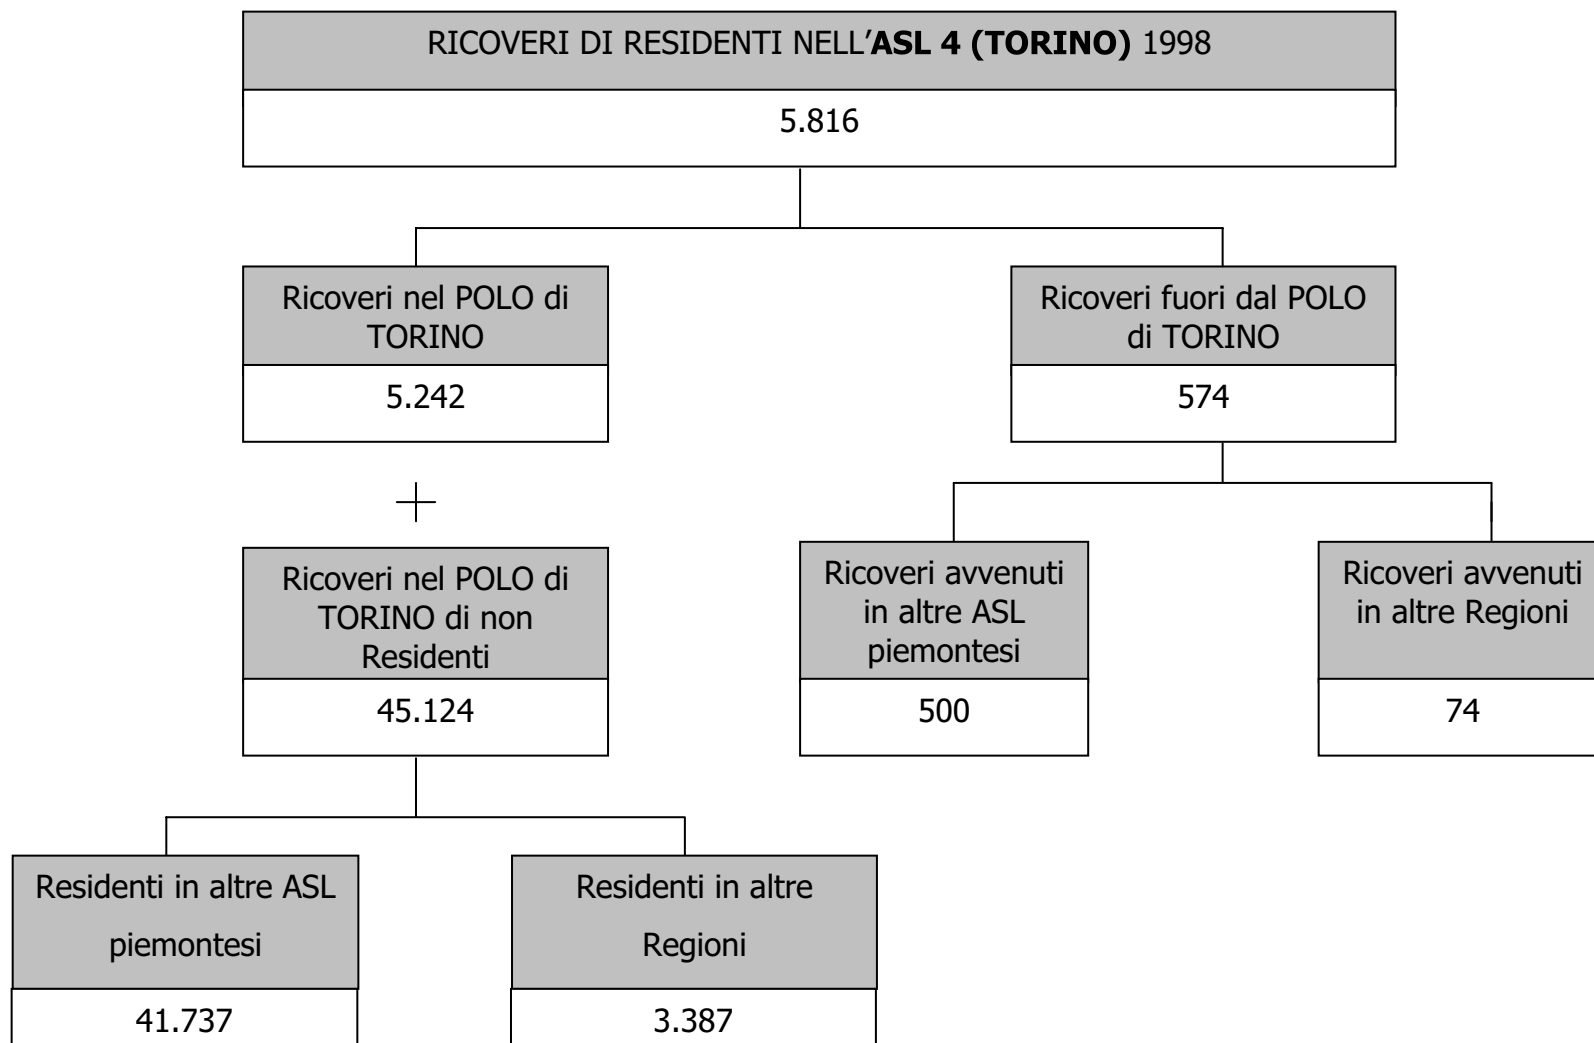 RICOVERI DI RESIDENTI NELL'ASL 4 (TORINO) 1998
5.816
Ricoveri nel POLO di
TORINO
5.242
Ricoveri fuori dal POLO
di TORINO
574
Ricoveri nel POLO di
TORINO di non
Residenti
45.124
Ricoveri avvenuti
in altre ASL
piemontesi
500
Ricoveri avvenuti
in altre Regioni
74
Residenti in altre ASL
piemontesi
41.737
Residenti in altre
Regioni
3.387